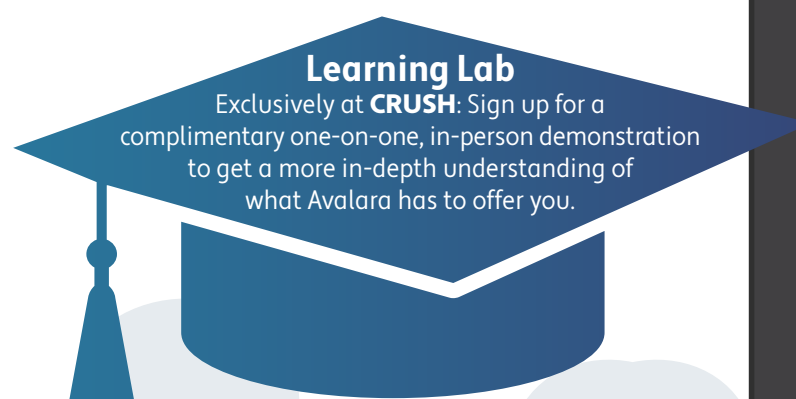 Learning Lab
Exclusively at CRUSH: Sign up for a
complimentary one-on-one, in-person demonstration
to get a more in-depth understanding of
what Avalara has to offer you.